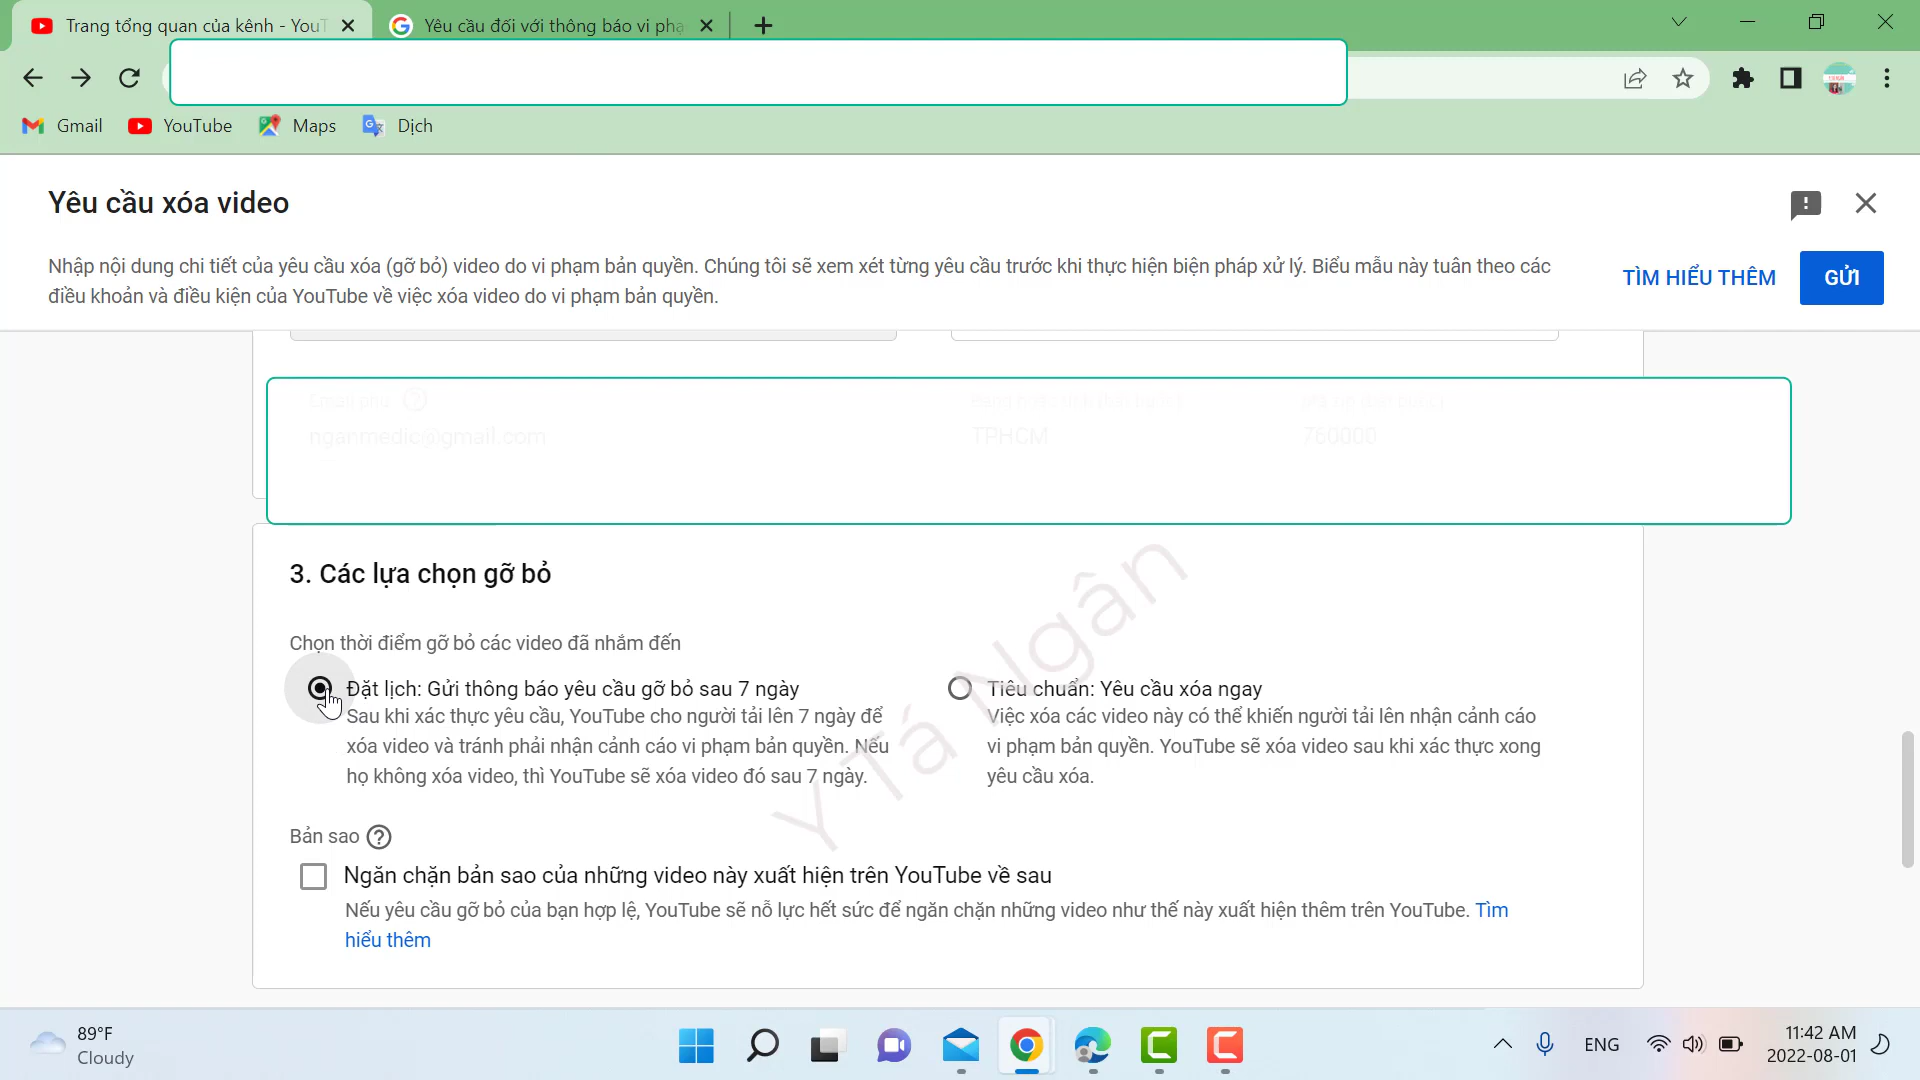 Trang tổng quan của kênh - YouT
Yêu cầu đối với thông báo vi phạ
Gmail
YouTube
Maps
Dịch
Yêu cầu xóa video
Nhập nội dung chi tiết của yêu cầu xóa (gỡ bỏ) video do vi phạm bản quyền. Chúng tôi sẽ xem xét từng yêu cầu trước khi thực hiện biện pháp xử lý. Biểu mẫu này tuân theo các
điều khoản và điều kiện của YouTube về việc xóa video do vi phạm bản quyền.
TÌM HIỂU THÊM
GỬI
Email phụ
nganmedic@gmail.com
TPHCM
760000
3. Các lựa chọn gỡ bỏ
Chọn thời điểm gỡ bỏ các video đã nhắm đến
Đặt lịch: Gửi thông báo yêu cầu gỡ bỏ sau 7 ngày
Sau khi xác thực yêu cầu, YouTube cho người tải lên 7 ngày để
xóa video và tránh phải nhận cảnh cáo vi phạm bản quyền. Nếu
họ không xóa video, thì YouTube sẽ xóa video đó sau 7 ngày.
Tiêu chuẩn: Yêu cầu xóa ngay
Việc xóa các video này có thể khiến người tải lên nhận cảnh cáo
vi phạm bản quyền. YouTube sẽ xóa video sau khi xác thực xong
yêu cầu xóa.
Y Tá Ngân
Bản sao
Ngăn chặn bản sao của những video này xuất hiện trên YouTube về sau
Nếu yêu cầu gỡ bỏ của bạn hợp lệ, YouTube sẽ nỗ lực hết sức để ngăn chặn những video như thế này xuất hiện thêm trên YouTube. Tìm
hiểu thêm
89°F
Cloudy
ENG
11:42 AM
2022-08-01